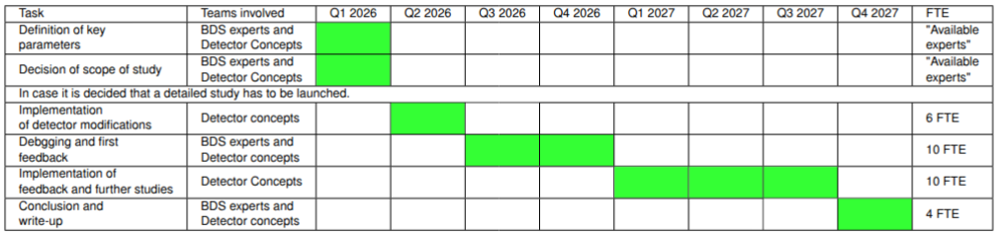 Task Teams involved Q1 2026 Q2 2026 Q3 2026 Q4 2026 Q1 2027 Q2 2027 Q3 2027 Q4 2027 FTE
Definition of key BDS experts and "Available
parameters Detector Concepts experts"
Decision of scope of study BDS experts and "Available
Detector Concepts experts"
In case it is decided that a detailed study has to be launched.
Implementation
of detector modifications Detector concepts 6 FTE
Debgging and first BDS experts and
feedback Detector concepts 10 FTE
Implementation of
feedback and further studies Detector Concepts 10 FTE
Conclusion and BDS experts and
write-up Detector concepts 4 FTE